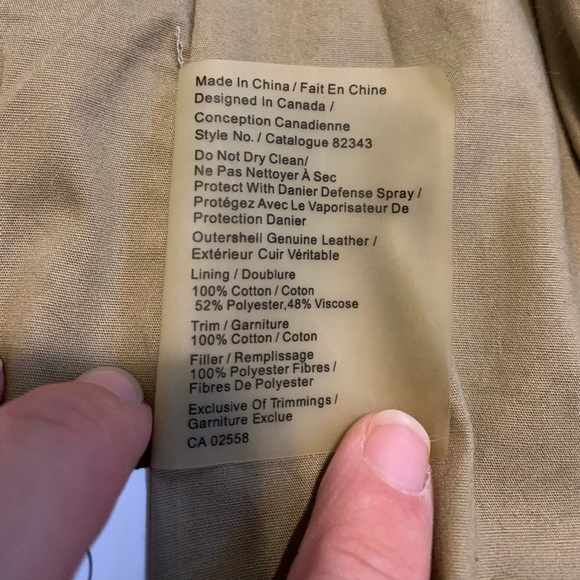 Made In China / Fait En Chine
Designed In Canada /
Conception Canadienne
Style No. / Catalogue 82343
Do Not Dry Clean/
Ne Pas Nettoyer À Sec
Protect With Danier Defense Spray /
Protégez Avec Le Vaporisateur De
Protection Danier
Outershell Genuine Leather /
Extérieur Cuir Véritable
Lining / Doublure
100% Cotton / Coton
52% Polyester,48% Viscose
Trim / Garniture
100% Cotton / Coton
Filler / Remplissage
100% Polyester Fibres /
Fibres De Polyester
Exclusive Of Trimmings /
Garniture Exclue
CA 02558